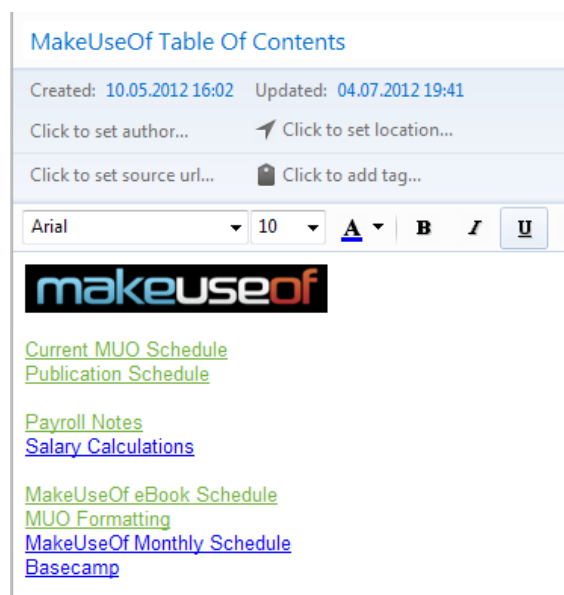 MakeUseOf Table Of Contents
Created: 10.05.2012 16:02 Updated: 04.07.2012 19:41
Click to set author... Click to set location...
Click to set source url... Click to add tag...
Arial 10 A B I U
makeuseof
Current MUO Schedule
Publication Schedule
Payroll Notes
Salary Calculations
MakeUseOf eBook Schedule
MUO Formatting
MakeUseOf Monthly Schedule
Basecamp